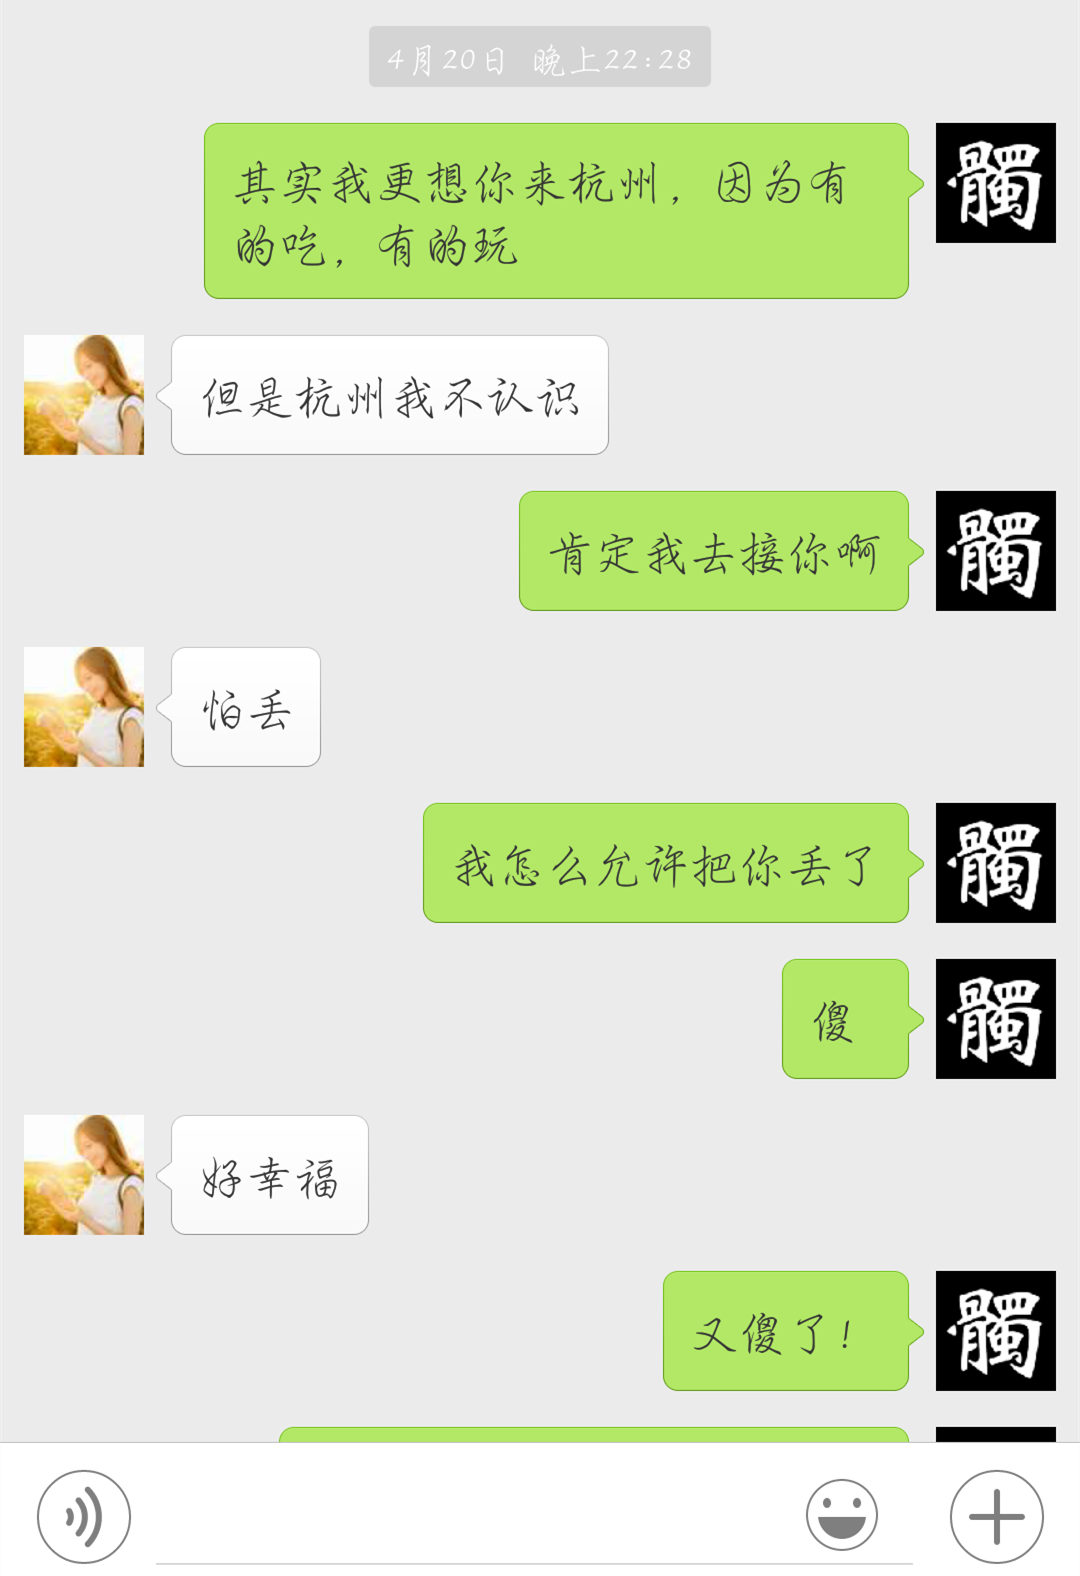 4月20日 晚上22:28
其实我更想你来杭州，因为有
的吃，有的玩
髑
但是杭州我不认识
肯定我去接你啊
髑
怕丢
我怎么允许把你丢了
髑
傻
髑
好幸福
又傻了！
髑